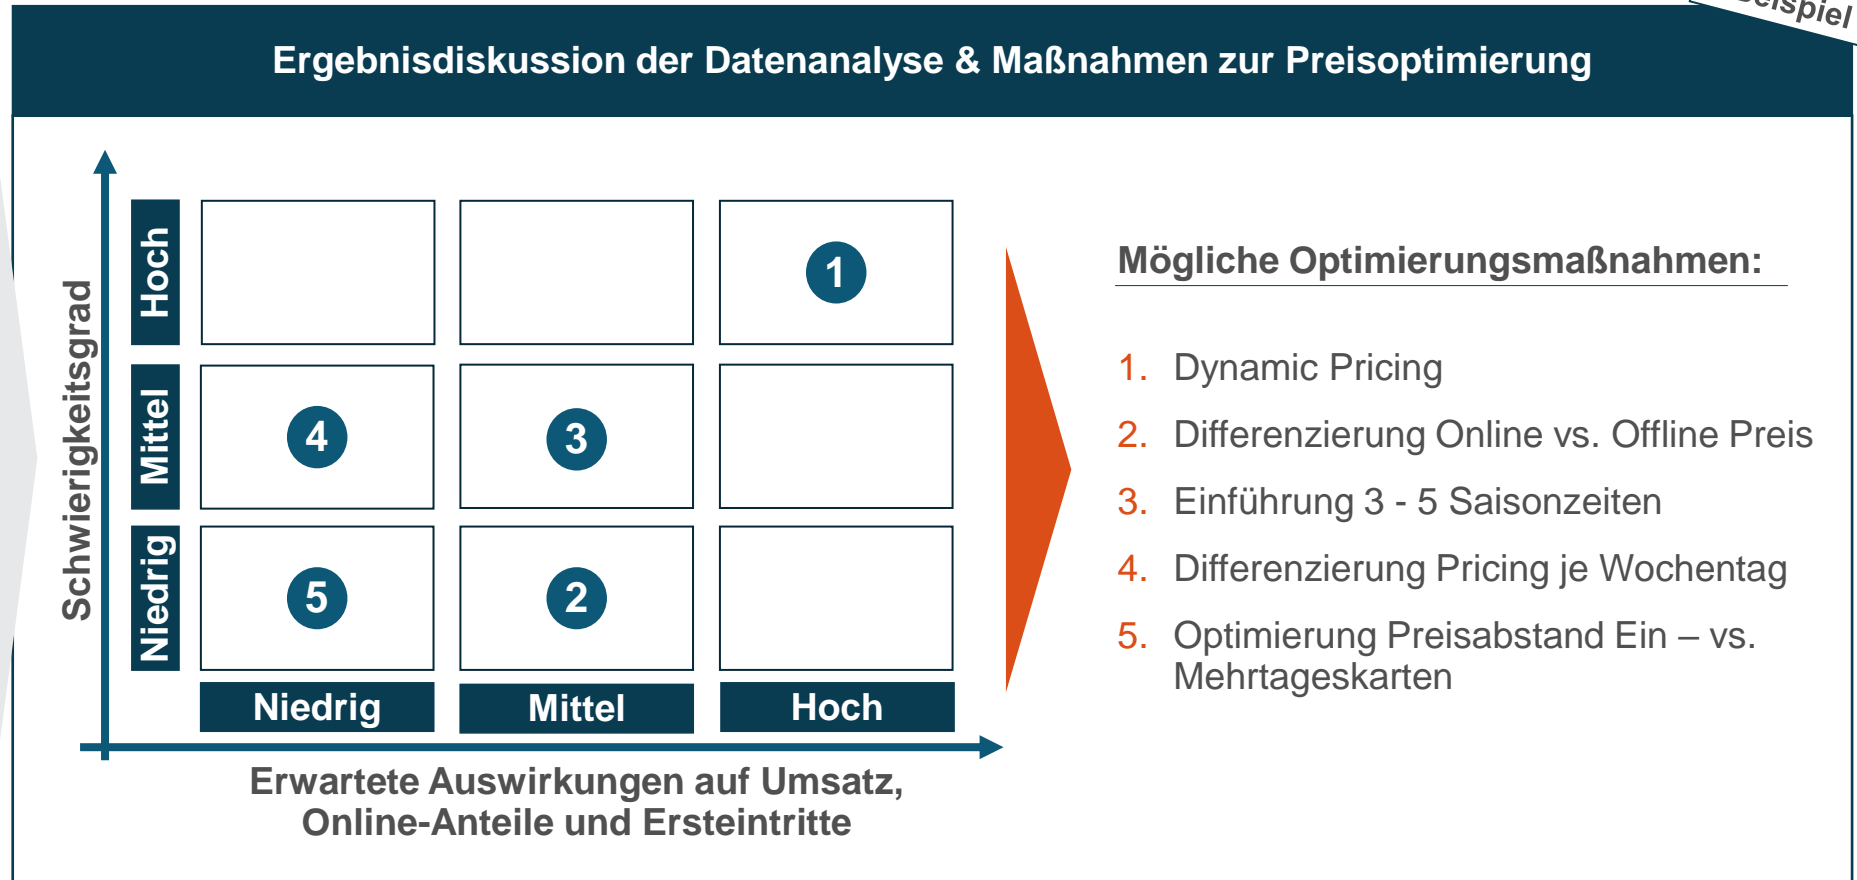 Beispiel
Ergebnisdiskussion der Datenanalyse & Maßnahmen zur Preisoptimierung
Schwierigkeitsgrad
Hoch
1
Mittel
4
3
Niedrig
5
2
Niedrig
Mittel
Hoch
Erwartete Auswirkungen auf Umsatz,
Online-Anteile und Ersteintritte
Mögliche Optimierungsmaßnahmen:
1. Dynamic Pricing
2. Differenzierung Online vs. Offline Preis
3. Einführung 3 - 5 Saisonzeiten
4. Differenzierung Pricing je Wochentag
5. Optimierung Preisabstand Ein – vs.
Mehrtageskarten